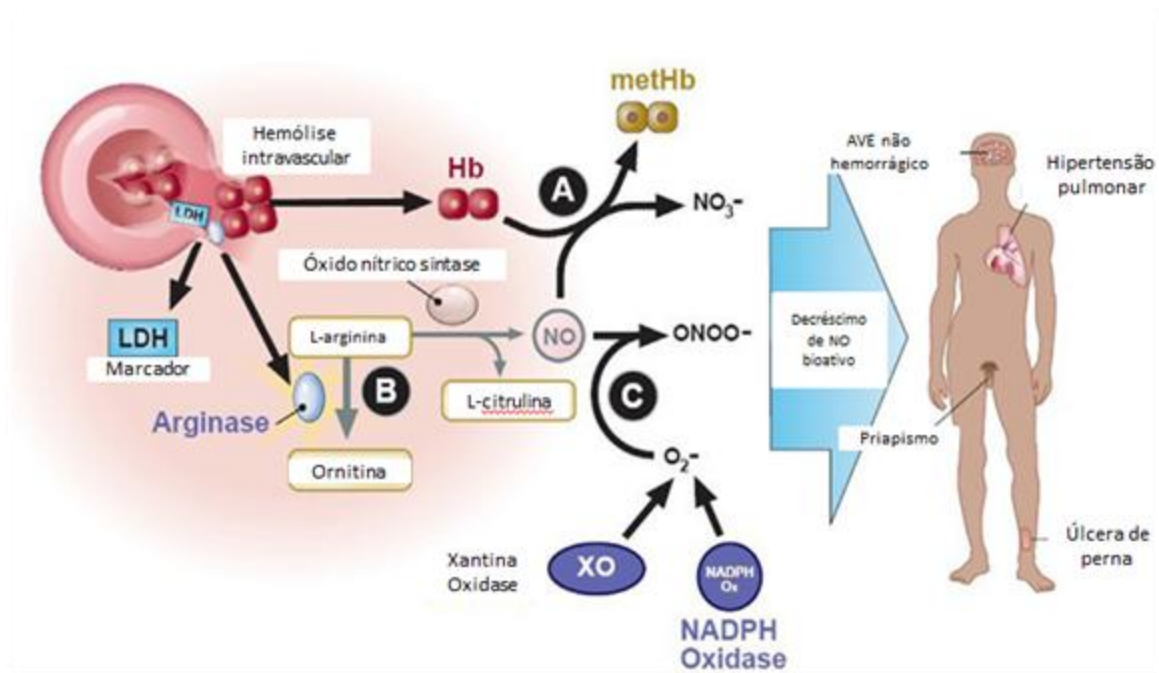 metHb
Hemólise
intravascular
Hb
A
NO₃-
LDH
Óxido nítrico sintase
LDH
Marcador
L-arginina
NO
ONOO-
B
L-citrulina
C
Arginase
Ornitina
O₂-
Xantina
Oxidase
XO
NADPH
Ox
NADPH
Oxidase
Decréscimo
de NO
bioativo
AVE não
hemorrágico
Hipertensão
pulmonar
Priapismo
Úlcera de
perna